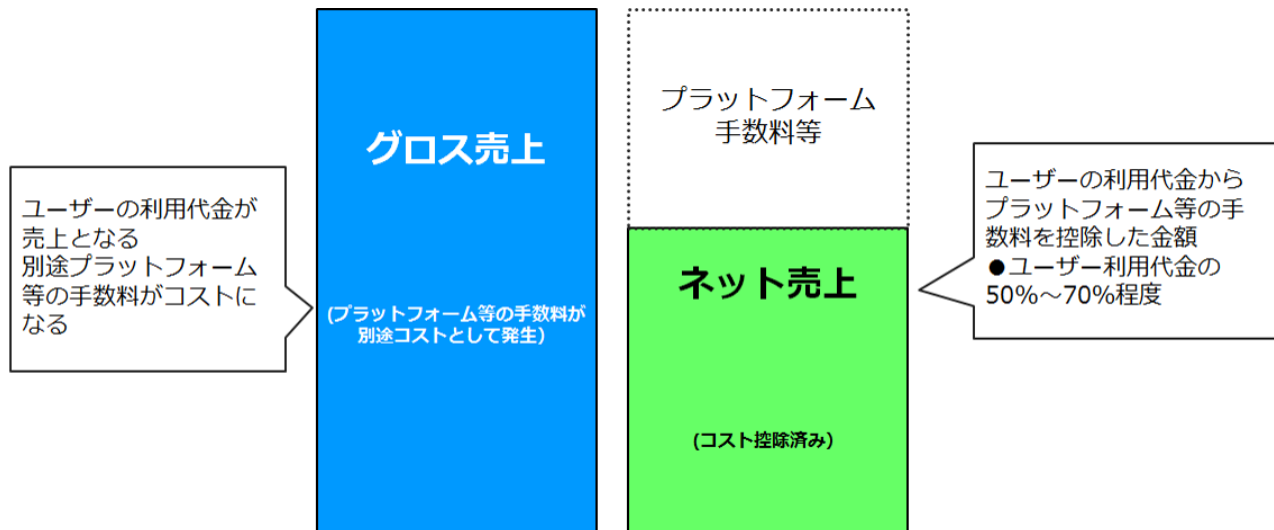 ユーザーの利用代金が
売上となる
別途プラットフォーム
等の手数料がコストに
なる
グロス売上
(プラットフォーム等の手数料が
別途コストとして発生)
プラットフォーム
手数料等
ネット売上
(コスト控除済み)
ユーザーの利用代金から
プラットフォーム等の手
数料を控除した金額
●ユーザー利用代金の
50%～70%程度